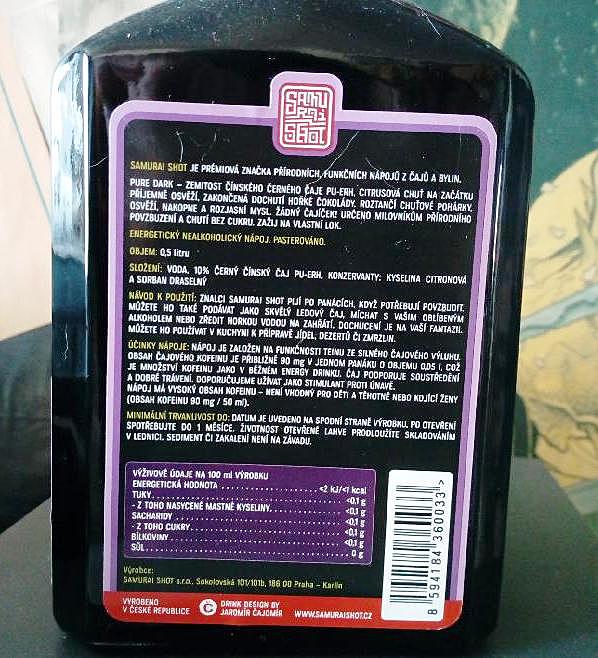 SAMU
RAi
SHOT
SAMURAI SHOT JE PRÉMIOVÁ ZNAČKA PŘÍRODNÍCH, FUNKČNÍCH NÁPOJŮ Z ČAJŮ A BYLIN.
PURE DARK – ZEMITOST ČÍNSKÉHO ČERNÉHO ČAJE PU-ERH, CITRUSOVÁ CHUŤ NA ZAČÁTKU
PŘÍJEMNĚ OSVĚŽÍ, ZAKONČENÁ DOCHUTÍ HOŘKÉ ČOKOLÁDY. ROZTANČÍ CHUŤOVÉ POHÁRKY,
OSVĚŽÍ, NAKOPNE A ROZJASNÍ MYSL. ŽÁDNÝ ČAJÍČEK! URČENO MILOVNÍKŮM PŘÍRODNÍHO
POVZBUZENÍ A CHUTI BEZ CUKRU. ZAŽIJ NA VLASTNÍ LOK.
ENERGETICKÝ NEALKOHOLICKÝ NÁPOJ. PASTEROVÁNO.
OBJEM: 0,5 litru
SLOŽENÍ: VODA, 10% ČERNÝ ČÍNSKÝ ČAJ PU-ERH, KONZERVANTY: KYSELINA CITRONOVÁ
A SORBAN DRASELNÝ
NÁVOD K POUŽITÍ: ZNALCI SAMURAI SHOT PIJÍ PO PANÁCÍCH, KDYŽ POTŘEBUJÍ POVZBUDIT.
MŮŽETE HO TAKÉ PODÁVAT JAKO SKVĚLÝ LEDOVÝ ČAJ, MÍCHAT S VAŠIM OBLÍBENÝM
ALKOHOLEM NEBO ZŘEDIT HORKOU VODOU NA ZAHŘÁTÍ. DOCHUCENÍ JE NA VAŠÍ FANTAZII.
MŮŽETE HO POUŽÍVAT V KUCHYNI K PŘÍPRAVĚ JÍDEL, DEZERTŮ ČI ZMRZLIN.
ÚČINKY NÁPOJE: NÁPOJ JE ZALOŽEN NA FUNKČNOSTI TEINU ZE SILNÉHO ČAJOVÉHO VÝLUHU.
OBSAH ČAJOVÉHO KOFEINU JE PŘIBLIŽNĚ 90 mg V JEDNOM PANÁKU O OBJEMU 0,05 l, COŽ
JE MNOŽSTVÍ KOFEINU JAKO V BĚŽNÉM ENERGY DRINKU. ČAJ PODPORUJE SOUSTŘEDĚNÍ
A DOBRÉ TRÁVENÍ. DOPORUČUJEME UŽÍVAT JAKO STIMULANT PROTI ÚNAVĚ.
NÁPOJ MÁ VYSOKÝ OBSAH KOFEINU – NENÍ VHODNÝ PRO DĚTI A TĚHOTNÉ NEBO KOJÍCÍ ŽENY
(OBSAH KOFEINU 90 mg / 50 ml).
MINIMÁLNÍ TRVANLIVOST DO: DATUM JE UVEDENO NA SPODNÍ STRANĚ VÝROBKU. PO OTEVŘENÍ
SPOTŘEBUJTE DO 1 MĚSÍCE. ŽIVOTNOST OTEVŘENÉ LAHVE PRODLOUŽÍTE SKLADOVÁNÍM
V LEDNICI. SEDIMENT ČI ZAKALENÍ NENÍ NA ZÁVADU.
VÝŽIVOVÉ ÚDAJE NA 100 ml VÝROBKU
ENERGETICKÁ HODNOTA .......... <2 kJ/<1 kcal
TUKY .......... <0,1 g
- Z TOHO NASYCENÉ MASTNÉ KYSELINY .......... <0,1 g
SACHARIDY .......... <0,1 g
- Z TOHO CUKRY .......... <0,1 g
BÍLKOVINY .......... <0,1 g
SŮL .......... 0 g
8 594184 360033 >
Výrobce:
SAMURAI SHOT s.r.o., Sokolovská 101/101b, 186 00 Praha – Karlín
VYROBENO
V ČESKÉ REPUBLICE
DRINK DESIGN BY
JAROMÍR ČAJOMÍR
WWW.SAMURAISHOT.CZ